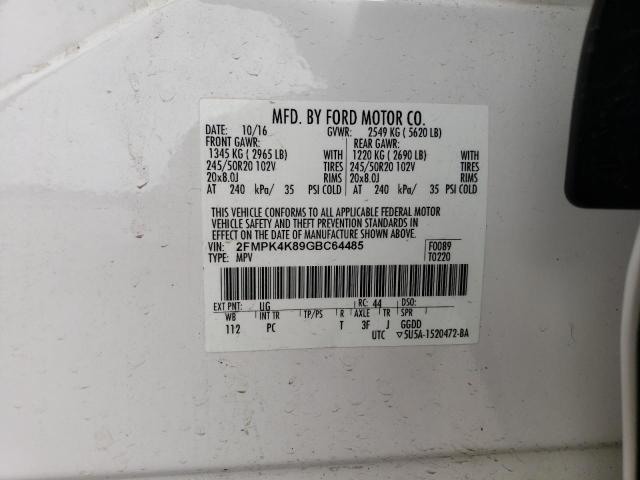 MFD. BY FORD MOTOR CO.
DATE: 10/16 GVWR: 2549 KG ( 5620 LB)
FRONT GAWR: REAR GAWR:
1345 KG ( 2965 LB) WITH 1220 KG ( 2690 LB) WITH
245/50R20 102V TIRES 245/50R20 102V TIRES
20x8.0J RIMS 20x8.0J RIMS
AT 240 kPa/ 35 PSI COLD AT 240 kPa/ 35 PSI COLD
THIS VEHICLE CONFORMS TO ALL APPLICABLE FEDERAL MOTOR
VEHICLE SAFETY AND THEFT PREVENTION STANDARDS IN
EFFECT ON THE DATE OF MANUFACTURE SHOWN ABOVE.
VIN: 2FMPK4K89GBC64485 F0089
TYPE: MPV T0220
EXT PNT: UG RC: 44 DSO:
WB INT TR TP/PS R AXLE TR SPR
112 PC T 3F J GGDD
UTC ▽5U5A-1520472-BA